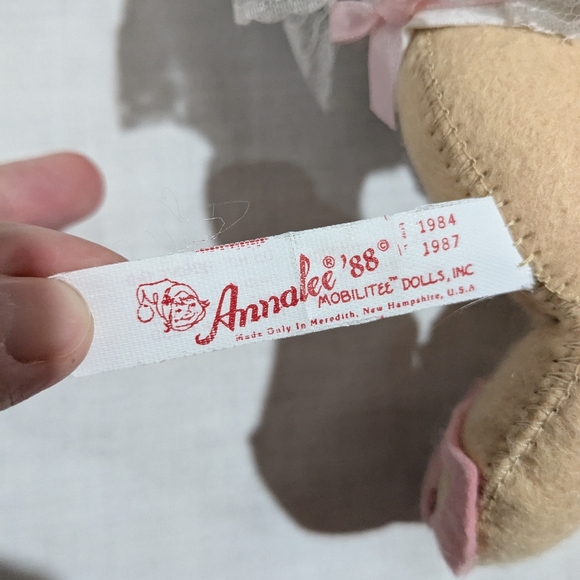 Annalee® '88 © 1984
1987
MOBILITEE™ DOLLS, INC
Made Only In Meredith, New Hampshire, U.S.A